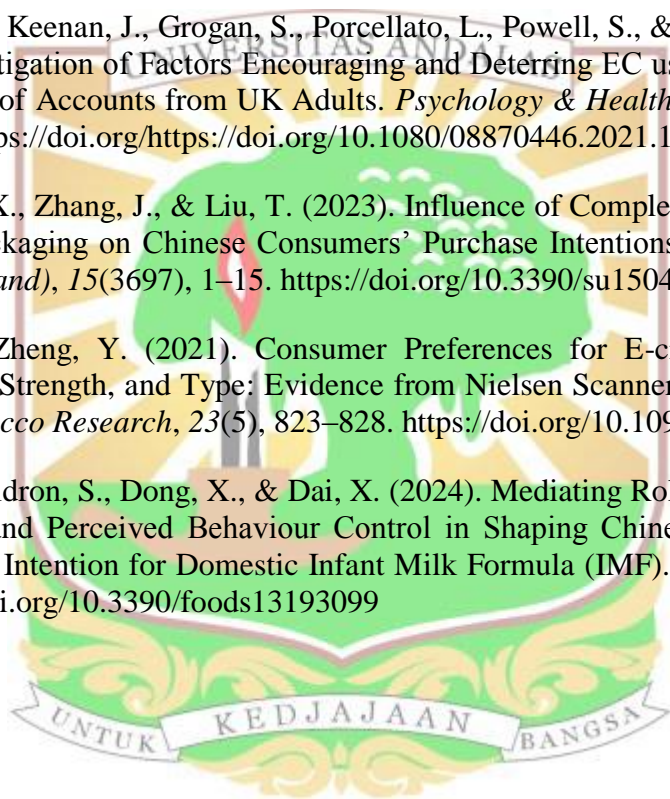 Keenan, J., Grogan, S., Porcellato, L., Powell, S., &
UNIVERSITAS ANDALAS
tigation of Factors Encouraging and Deterring EC us
of Accounts from UK Adults. Psychology & Health
ps://doi.org/https://doi.org/10.1080/08870446.2021.1
X., Zhang, J., & Liu, T. (2023). Influence of Comple
ckaging on Chinese Consumers’ Purchase Intentions
and), 15(3697), 1–15. https://doi.org/10.3390/su1504
Zheng, Y. (2021). Consumer Preferences for E-c
Strength, and Type: Evidence from Nielsen Scanner
cco Research, 23(5), 823–828. https://doi.org/10.109
ndron, S., Dong, X., & Dai, X. (2024). Mediating Rol
and Perceived Behaviour Control in Shaping Chine
Intention for Domestic Infant Milk Formula (IMF).
i.org/10.3390/foods13193099
UNTUK KEDJAJAAN BANGSA